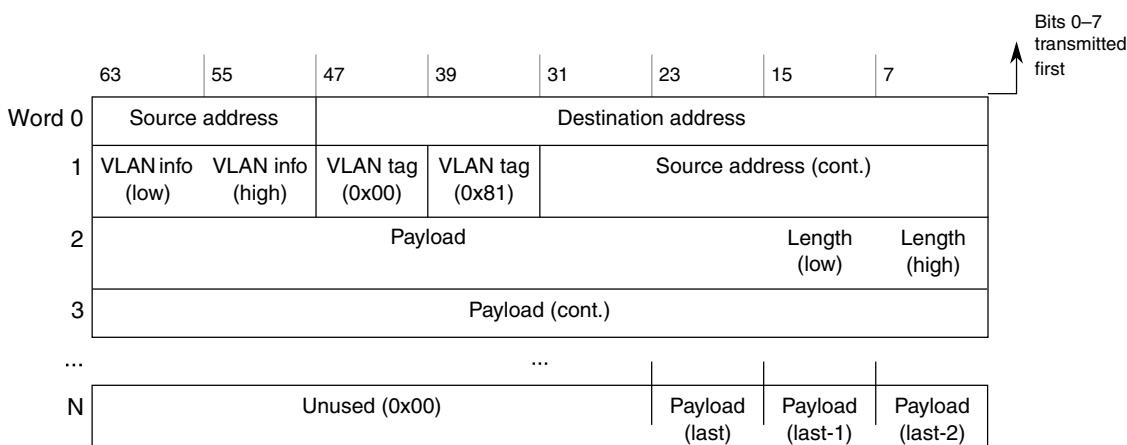 Bits 0–7
transmitted
first
63 55 47 39 31 23 15 7
Word 0 Source address Destination address
1 VLAN info VLAN info VLAN tag VLAN tag Source address (cont.)
(low) (high) (0x00) (0x81)
2 Payload Length Length
(low) (high)
3 Payload (cont.)
... ...
N Unused (0x00) Payload Payload Payload
(last) (last-1) (last-2)